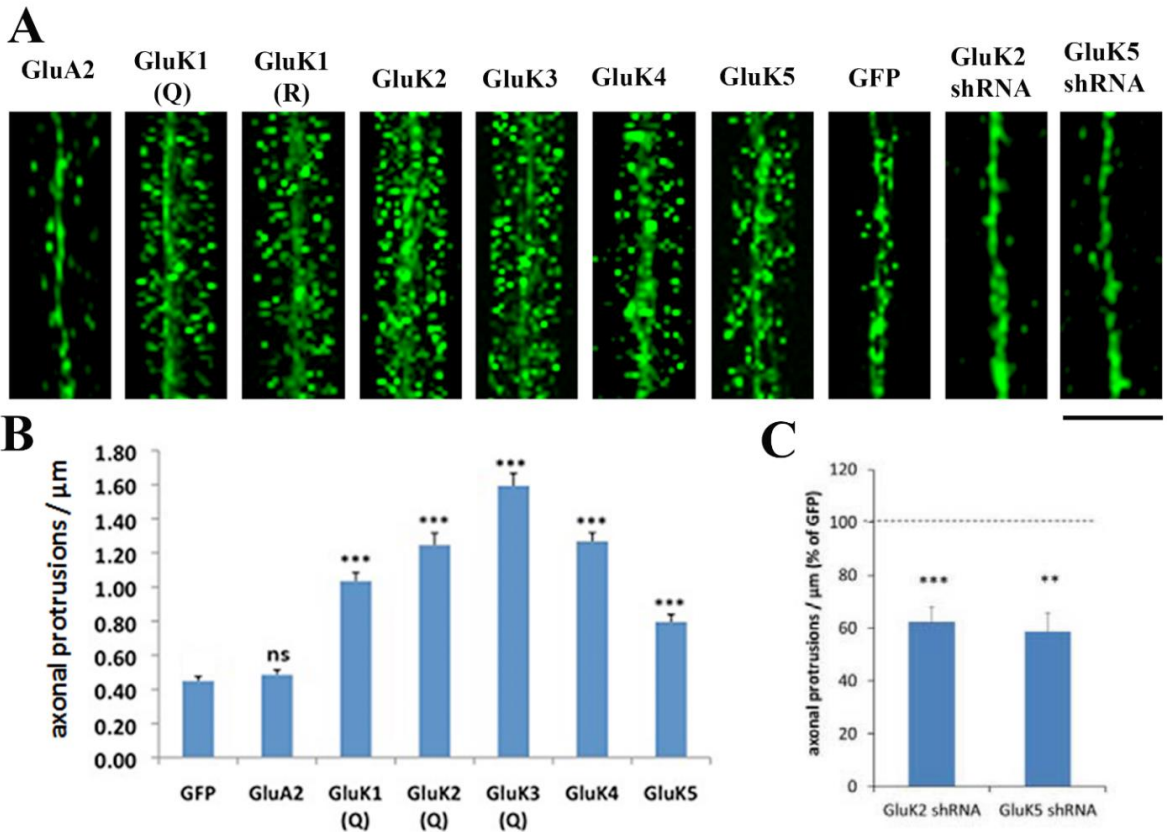 A
GluA2
GluK1
(Q)
GluK1
(R)
GluK2
GluK3
GluK4
GluK5
GFP
GluK2
shRNA
GluK5
shRNA
B
axonal protrusions / μm
1.80
1.60
1.40
1.20
1.00
0.80
0.60
0.40
0.20
0.00
ns
***
***
***
***
***
GFP
GluA2
GluK1
(Q)
GluK2
(Q)
GluK3
(Q)
GluK4
GluK5
C
axonal protrusions / μm (% of GFP)
120
100
80
60
40
20
0
***
**
GluK2 shRNA
GluK5 shRNA